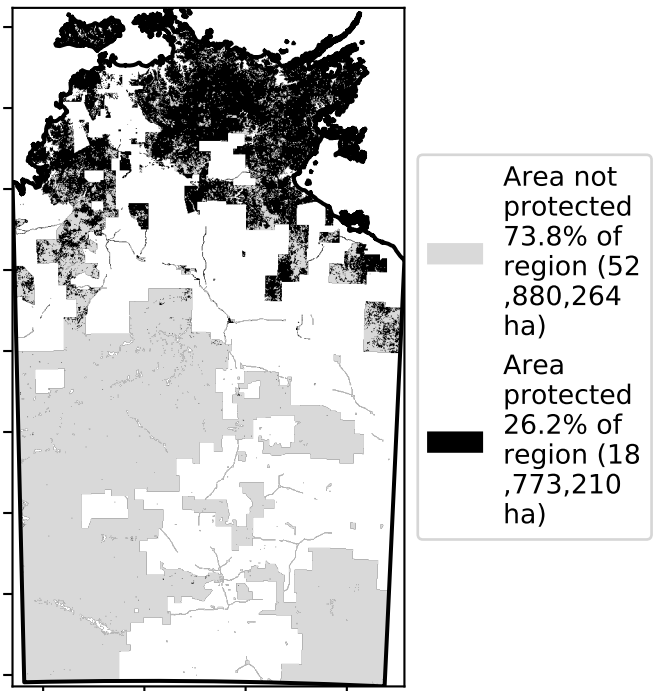 Area not
protected
73.8% of
region (52
,880,264
ha)
Area
protected
26.2% of
region (18
,773,210
ha)